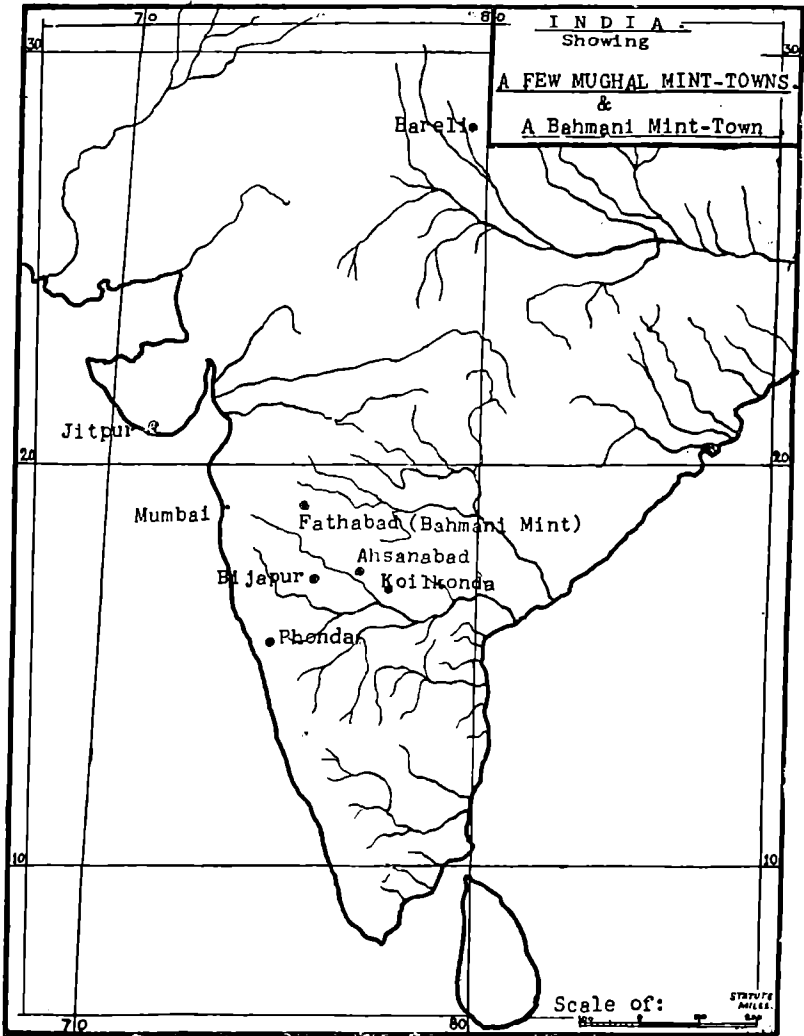 70
80
INDIA.
Showing
A FEW MUGHAL MINT-TOWNS
&
A Bahmani Mint-Town
30
30
Bareli
Jitpur
20
20
Mumbai
Fathabad (Bahmani Mint)
Ahsanabad
Bijapur
Koilkonda
Phonda
10
10
Scale of:
STATUTE
MILES.
70
80